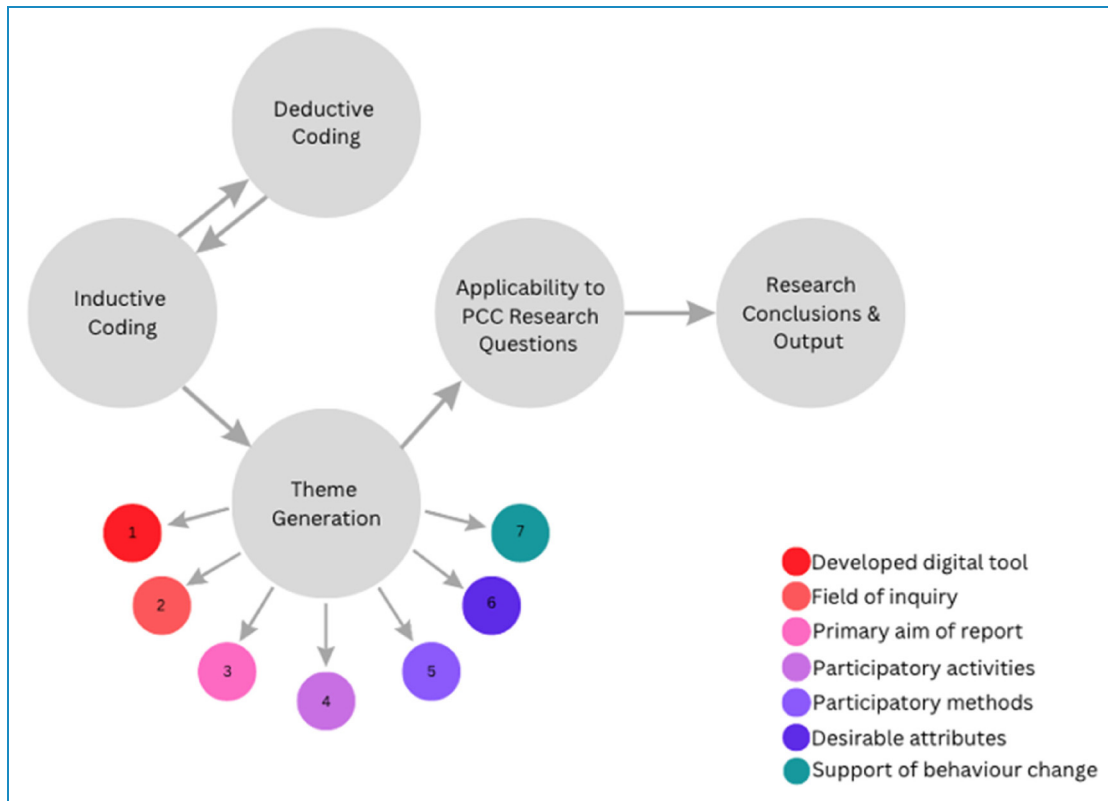 Deductive
Coding
Inductive
Coding
Applicability to
PCC Research
Questions
Research
Conclusions &
Output
Theme
Generation
1
2
3
4
5
6
7
Developed digital tool
Field of inquiry
Primary aim of report
Participatory activities
Participatory methods
Desirable attributes
Support of behaviour change